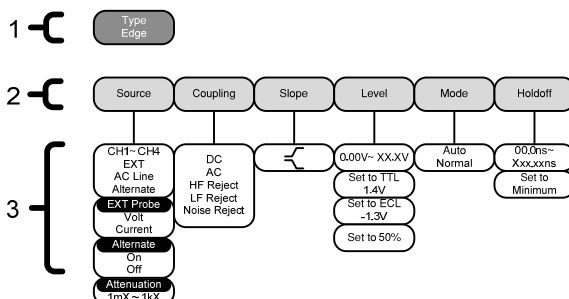 1
Type
Edge
2
Source
Coupling
Slope
Level
Mode
Holdoff
3
CH1~CH4
EXT
AC Line
Alternate
EXT Probe
Volt
Current
Alternate
On
Off
Attenuation
1mX~1kX
DC
AC
HF Reject
LF Reject
Noise Reject
0.00V~ XX.XV
Set to TTL
1.4V
Set to ECL
-1.3V
Set to 50%
Auto
Normal
00.0ns~
Xxx.xxns
Set to
Minimum